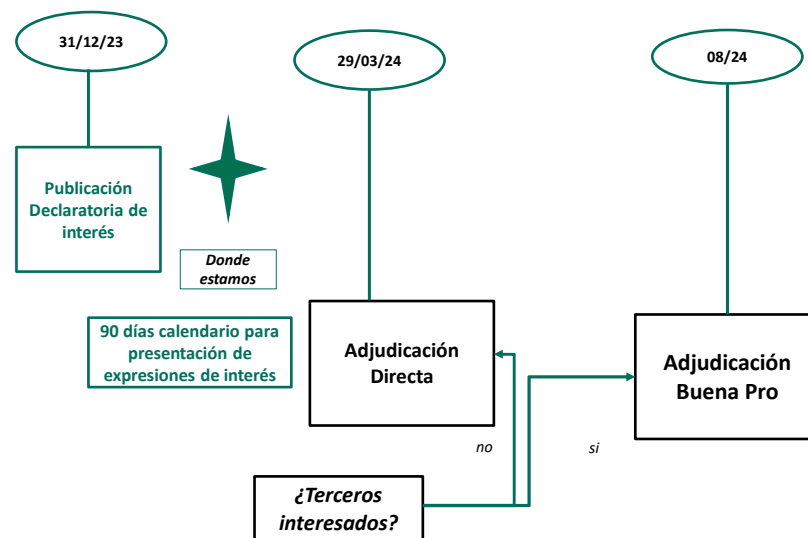 31/12/23
29/03/24
08/24
Publicación
Declaratoria de
interés
Donde
estamos
90 días calendario para
presentación de
expresiones de interés
Adjudicación
Directa
Adjudicación
Buena Pro
no
si
¿Terceros
interesados?